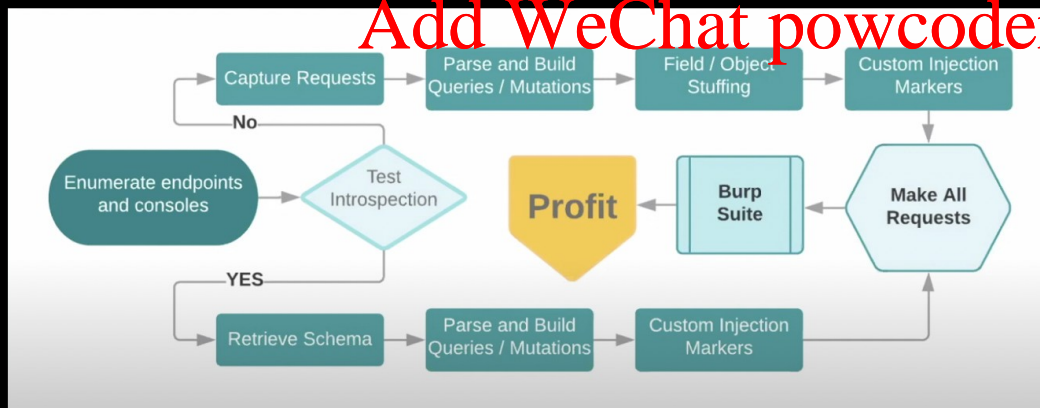 Add WeChat powcoder
Capture Requests
Parse and Build
Queries / Mutations
Field / Object
Stuffing
Custom Injection
Markers
No
Enumerate endpoints
and consoles
Test
Introspection
Profit
Burp
Suite
Make All
Requests
YES
Retrieve Schema
Parse and Build
Queries / Mutations
Custom Injection
Markers